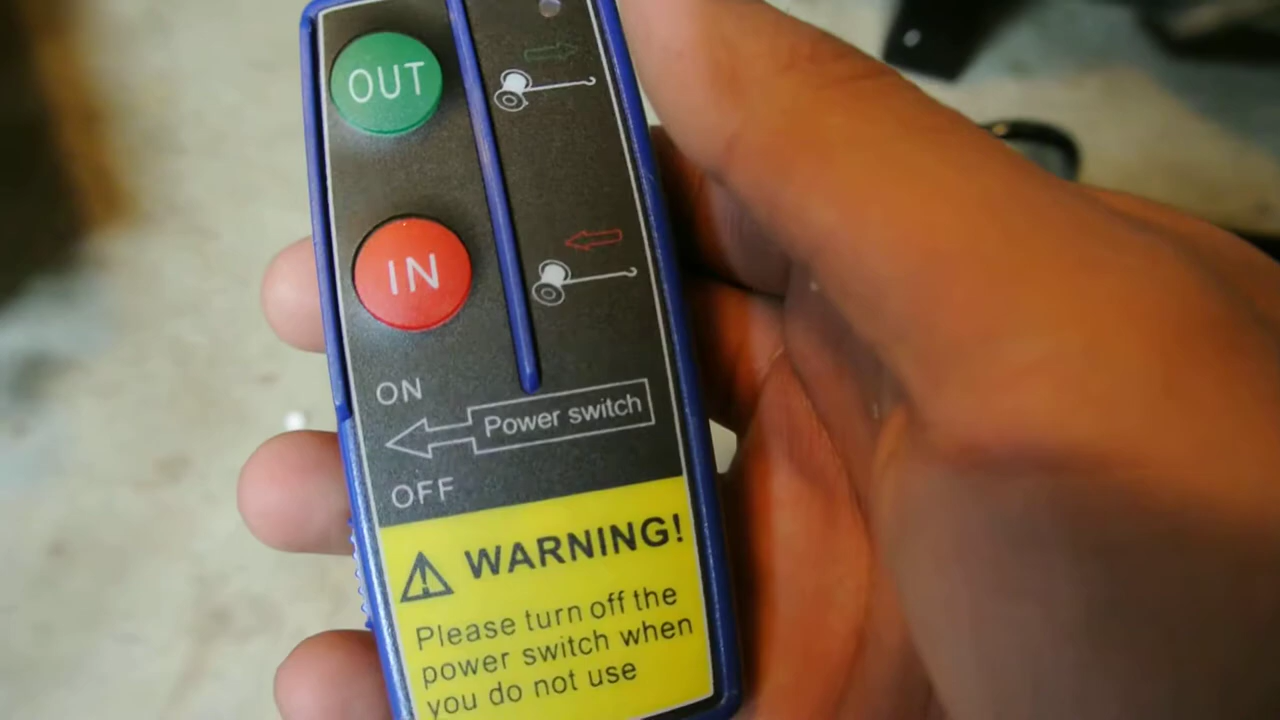 OUT
IN
ON
Power switch
OFF
WARNING!
Please turn off the
power switch when
you do not use